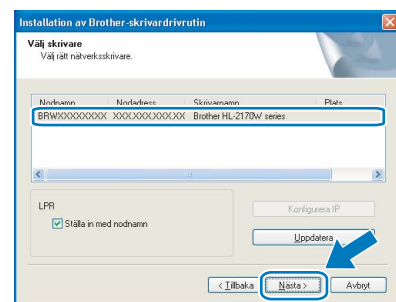 Installation av Brother-skrivardrivrutin
Välj skrivare
Välj rätt nätverksskrivare.
Nodnamn Nodadress Skrivarnamn Plats
BRWXXXXXXXX XXX.XXX.XXX.XX Brother HL-2170W series
LPR
Ställa in med nodnamn
Konfigurera IP
Uppdatera
< Tillbaka Nästa > Avbryt